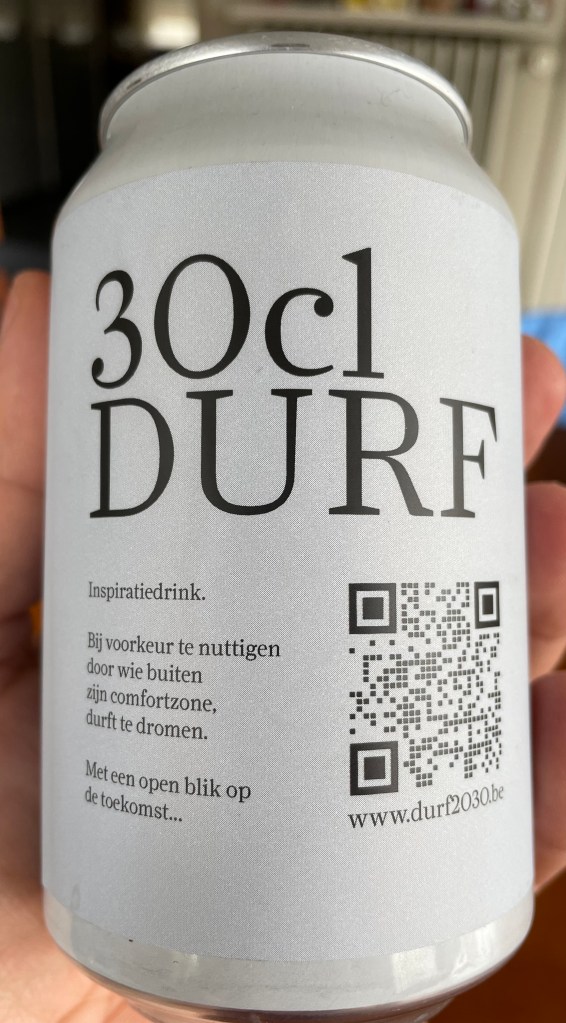 30cl
DURF
Inspiratiedrink.
Bij voorkeur te nuttigen
door wie buiten
zijn comfortzone,
durft te dromen.
Met een open blik op
de toekomst...
www.durf2030.be